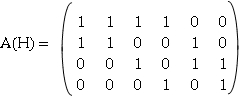 A(H) =
1 1 1 1 0 0
1 1 0 0 1 0
0 0 1 0 1 1
0 0 0 1 0 1